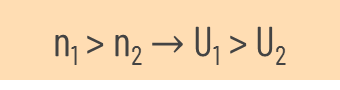 n₁ > n₂ → U₁ > U₂